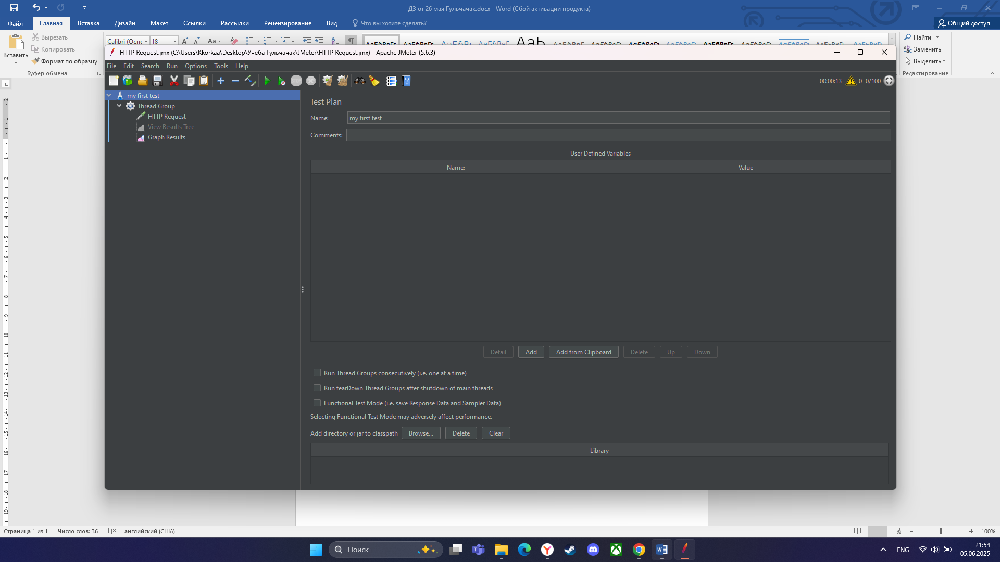 ДЗ от 26 мая Гульчачак.docx - Word (Сбой активации продукта)
Файл Главная Вставка Дизайн Макет Ссылки Рассылки Рецензирование Вид Что вы хотите сделать? Общий доступ
Вставить
Вырезать
Копировать
Формат по образцу
Буфер обмена
Calibri (Оснс 18
Найти
Заменить
Выделить
Редактирование
HTTP Request.jmx (C:\Users\Kkorkaa\Desktop\Учеба Гульчачак\JMeter\HTTP Request.jmx) - Apache JMeter (5.6.3)
File Edit Search Run Options Tools Help
00:00:13 0 0/100
my first test
Thread Group
HTTP Request
View Results Tree
Graph Results
Test Plan
Name: my first test
Comments:
User Defined Variables
Name: Value
Detail Add Add from Clipboard Delete Up Down
Run Thread Groups consecutively (i.e. one at a time)
Run tearDown Thread Groups after shutdown of main threads
Functional Test Mode (i.e. save Response Data and Sampler Data)
Selecting Functional Test Mode may adversely affect performance.
Add directory or jar to classpath Browse... Delete Clear
Library
Страница 1 из 1 Число слов: 36 английский (США) 100%
Поиск
ENG
21:54
05.06.2025